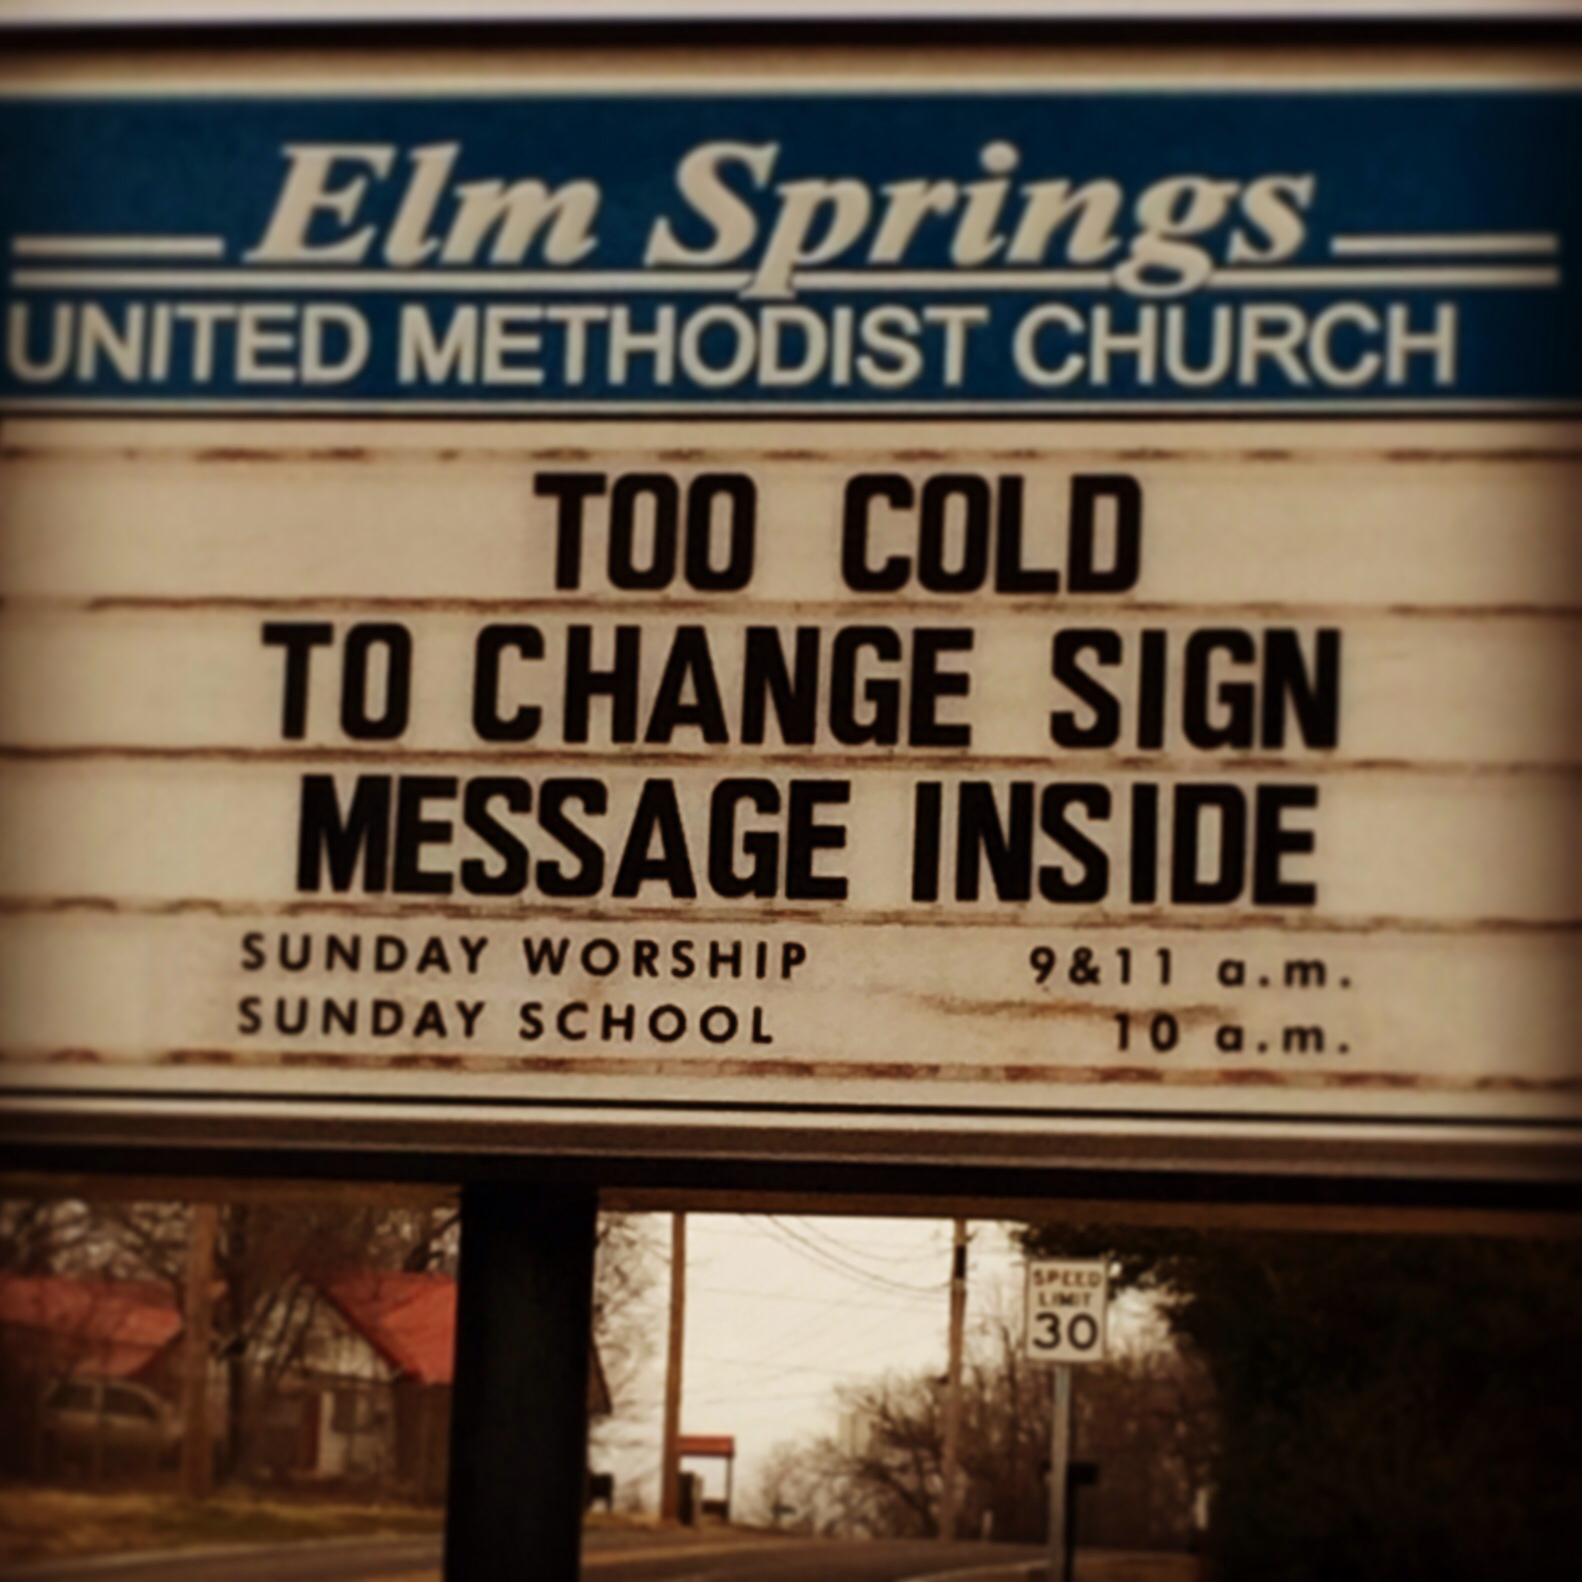 Elm Springs
UNITED METHODIST CHURCH
TOO COLD
TO CHANGE SIGN
MESSAGE INSIDE
SUNDAY WORSHIP 9&11 a.m.
SUNDAY SCHOOL 10 a.m.
SPEED
LIMIT
30